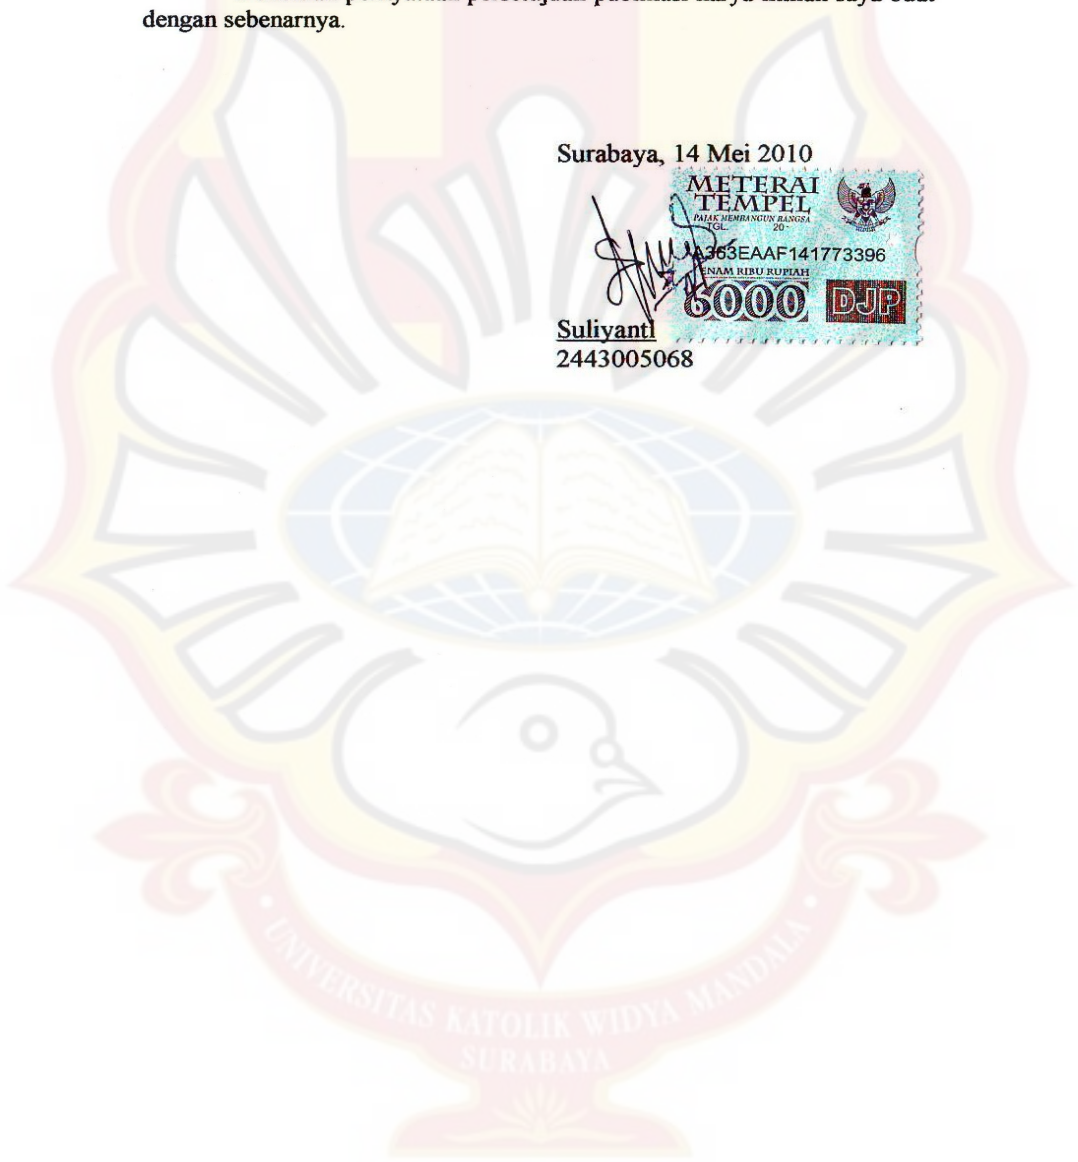 dengan sebenarnya.
Surabaya, 14 Mei 2010
METERAI
TEMPEL
PAJAK MEMBANGUN BANGSA
TGL. 20
A363EAAF141773396
ENAM RIBU RUPIAH
6000 DJP
Suliyanti
2443005068
UNIVERSITAS KATOLIK WIDYA MANDALA
SURABAYA